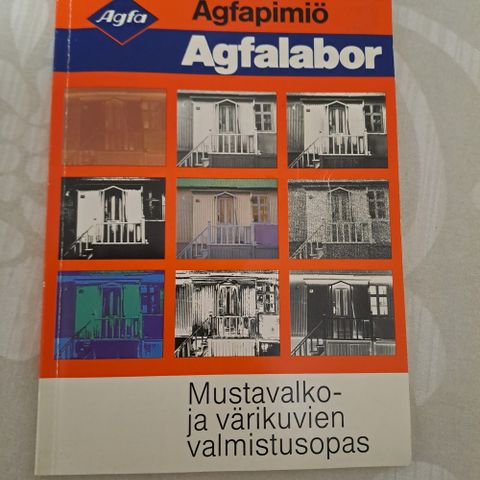 Agfa
Agfapimiö
Agfalabor
Mustavalko-
ja värikuvien
valmistusopas